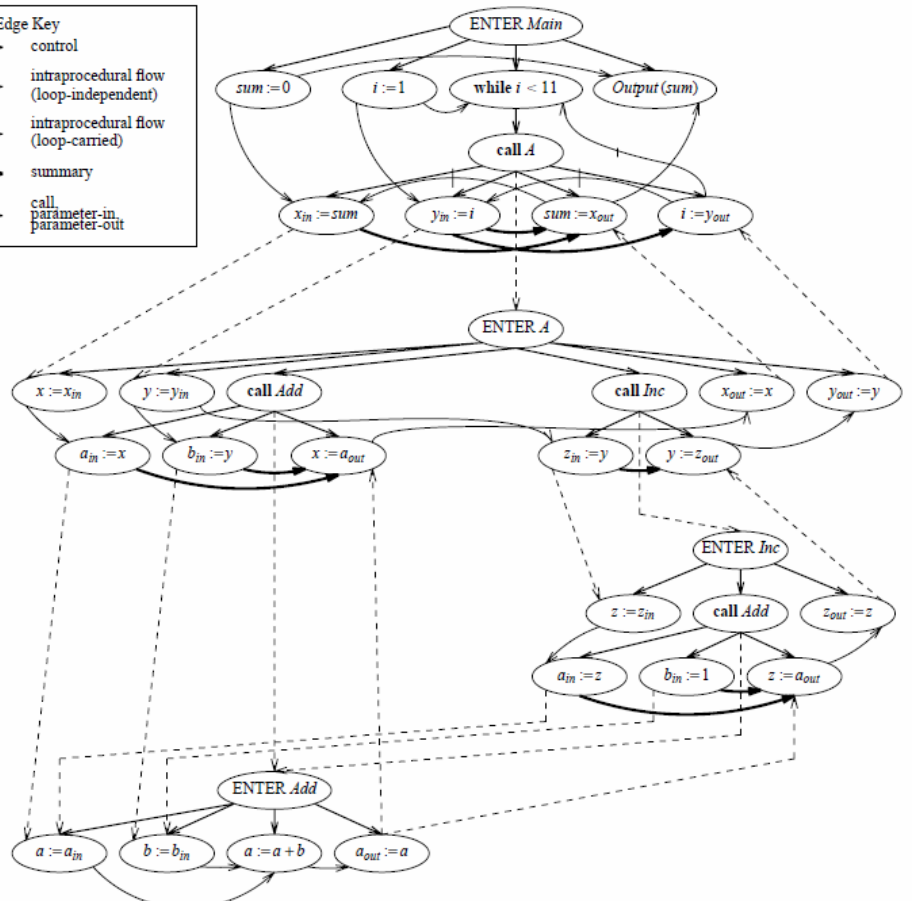 Edge Key
control
intraprocedural flow
(loop-independent)
intraprocedural flow
(loop-carried)
summary
call,
parameter-in,
parameter-out
ENTER Main
sum := 0
i := 1
while i < 11
Output (sum)
call A
x_in := sum
y_in := i
sum := x_out
i := y_out
ENTER A
x := x_in
y := y_in
call Add
call Inc
x_out := x
y_out := y
a_in := x
b_in := y
x := a_out
z_in := y
y := z_out
ENTER Inc
z := z_in
call Add
z_out := z
a_in := z
b_in := 1
z := a_out
ENTER Add
a := a_in
b := b_in
a := a + b
a_out := a